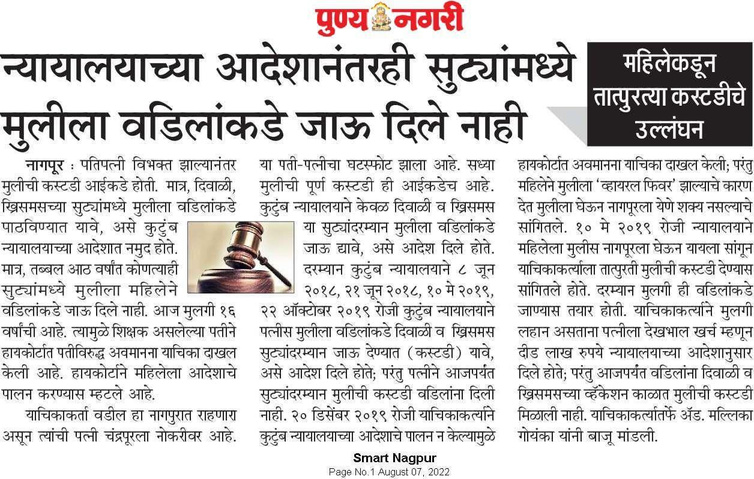 पुण्य नगरी
न्यायालयाच्या आदेशानंतरही सुट्यांमध्ये
मुलीला वडिलांकडे जाऊ दिले नाही
महिलेकडून
तात्पुरत्या कस्टडीचे
उल्लंघन
नागपूर : पतिपत्नी विभक्त झाल्यानंतर
मुलीची कस्टडी आईकडे होती. मात्र, दिवाळी,
ख्रिसमसच्या सुट्यांमध्ये मुलीला वडिलांकडे
पाठविण्यात यावे, असे कुटुंब
न्यायालयाच्या आदेशात नमुद होते.
मात्र, तब्बल आठ वर्षांत कोणत्याही
सुट्यांमध्ये मुलीला महिलेने
वडिलांकडे जाऊ दिले नाही. आज मुलगी १६
वर्षांची आहे. त्यामुळे शिक्षक असलेल्या पतीने
हायकोर्टात पतीविरुद्ध अवमानना याचिका दाखल
केली आहे. हायकोर्टाने महिलेला आदेशाचे
पालन करण्यास म्हटले आहे.
याचिकाकर्ता वडील हा नागपुरात राहणारा
असून त्यांची पत्नी चंद्रपूरला नोकरीवर आहे.
या पती-पत्नीचा घटस्फोट झाला आहे. सध्या
मुलीची पूर्ण कस्टडी ही आईकडेच आहे.
कुटुंब न्यायालयाने केवळ दिवाळी व ख्रिसमस
या सुट्यांदरम्यान मुलीला वडिलांकडे
जाऊ द्यावे, असे आदेश दिले होते.
दरम्यान कुटुंब न्यायालयाने ८ जून
२०१८, २१ जून २०१८, १० मे २०१९,
२२ ऑक्टोबर २०१९ रोजी कुटुंब न्यायालयाने
पत्नीस मुलीला वडिलांकडे दिवाळी व ख्रिसमस
सुट्यांदरम्यान जाऊ देण्यात (कस्टडी) यावे,
असे आदेश दिले होते; परंतु पत्नीने आजपर्यंत
सुट्यांदरम्यान मुलीची कस्टडी वडिलांना दिली
नाही. २० डिसेंबर २०१९ रोजी याचिकाकर्त्याने
कुटुंब न्यायालयाच्या आदेशाचे पालन न केल्यामुळे
हायकोर्टात अवमानना याचिका दाखल केली; परंतु
महिलेने मुलीला ‘व्हायरल फिवर’ झाल्याचे कारण
देत मुलीला घेऊन नागपूरला येणे शक्य नसल्याचे
सांगितले. १० मे २०१९ रोजी न्यायालयाने
महिलेला मुलीस नागपूरला घेऊन यायला सांगून
याचिकाकर्त्याला तात्पुरती मुलीची कस्टडी देण्यास
सांगितले होते. दरम्यान मुलगी ही वडिलांकडे
जाण्यास तयार होती. याचिकाकर्त्याने मुलगी
लहान असताना पत्नीला देखभाल खर्च म्हणून
दीड लाख रुपये न्यायालयाच्या आदेशानुसार
दिले होते; परंतु आजपर्यंत वडिलांना दिवाळी व
ख्रिसमसच्या व्हॅकेशन काळात मुलीची कस्टडी
मिळाली नाही. याचिकाकर्त्यातर्फे ॲड. मल्लिका
गोयंका यांनी बाजू मांडली.
Smart Nagpur
Page No.1 August 07, 2022